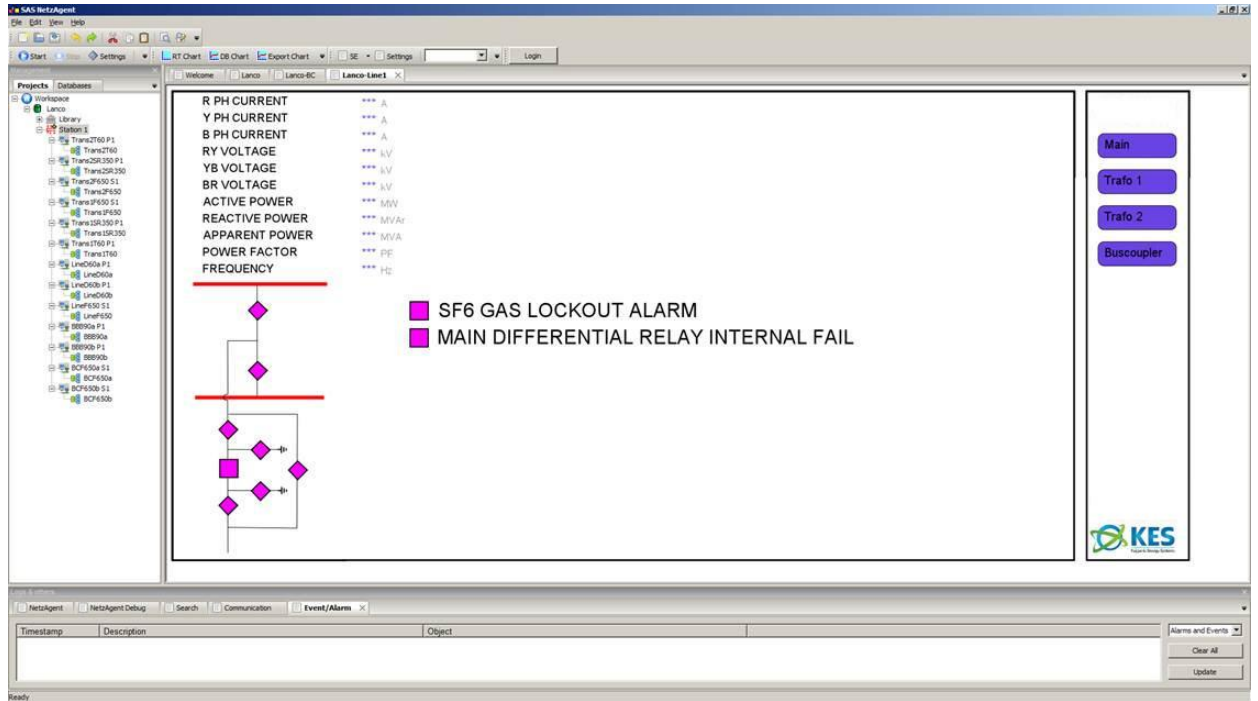 SAS NetzAgent
File Edit View Help
Start Stop Settings RT Chart DB Chart Export Chart SE Settings Login
Management
Welcome Lanco Lanco-BC Lanco-Line1
Projects Databases
Workspace
Lanco
Library
Station 1
Trans2T60 P1
Trans2T60
Trans2SR350 P1
Trans2SR350
Trans2F650 S1
Trans2F650
Trans1F650 S1
Trans1F650
Trans1SR350 P1
Trans1SR350
Trans1T60 P1
Trans1T60
LineD60a P1
LineD60a
LineD60b P1
LineD60b
LineF650 S1
LineF650
BBB90a P1
BBB90a
BBB90b P1
BBB90b
BCF650a S1
BCF650a
BCF650b S1
BCF650b
R PH CURRENT *** A
Y PH CURRENT *** A
B PH CURRENT *** A
RY VOLTAGE *** kV
YB VOLTAGE *** kV
BR VOLTAGE *** kV
ACTIVE POWER *** MW
REACTIVE POWER *** MVAr
APPARENT POWER *** MVA
POWER FACTOR *** PF
FREQUENCY *** Hz
SF6 GAS LOCKOUT ALARM
MAIN DIFFERENTIAL RELAY INTERNAL FAIL
Main
Trafo 1
Trafo 2
Buscoupler
KES
NetzAgent NetzAgent Debug Search Communication Event/Alarm
Timestamp Description Object
Alarms and Events
Clear All
Update
Ready